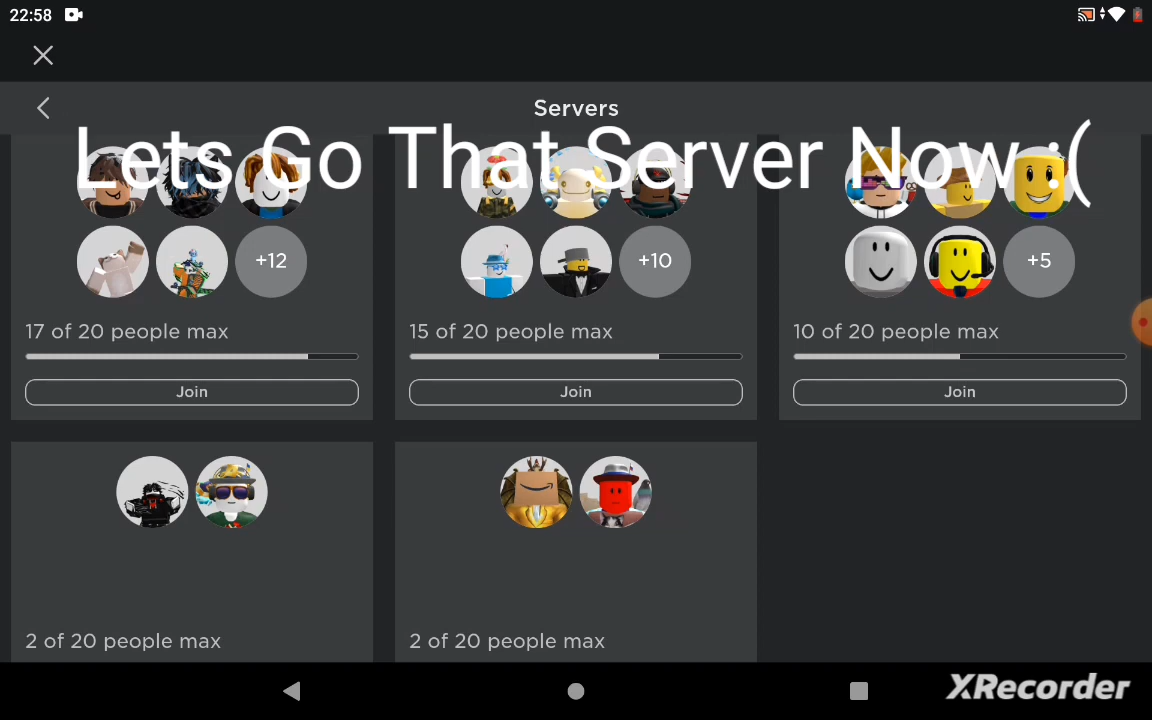 22:58
Servers
Lets Go That Server Now :(
+12
+10
+5
17 of 20 people max
15 of 20 people max
10 of 20 people max
Join
Join
Join
2 of 20 people max
2 of 20 people max
XRecorder